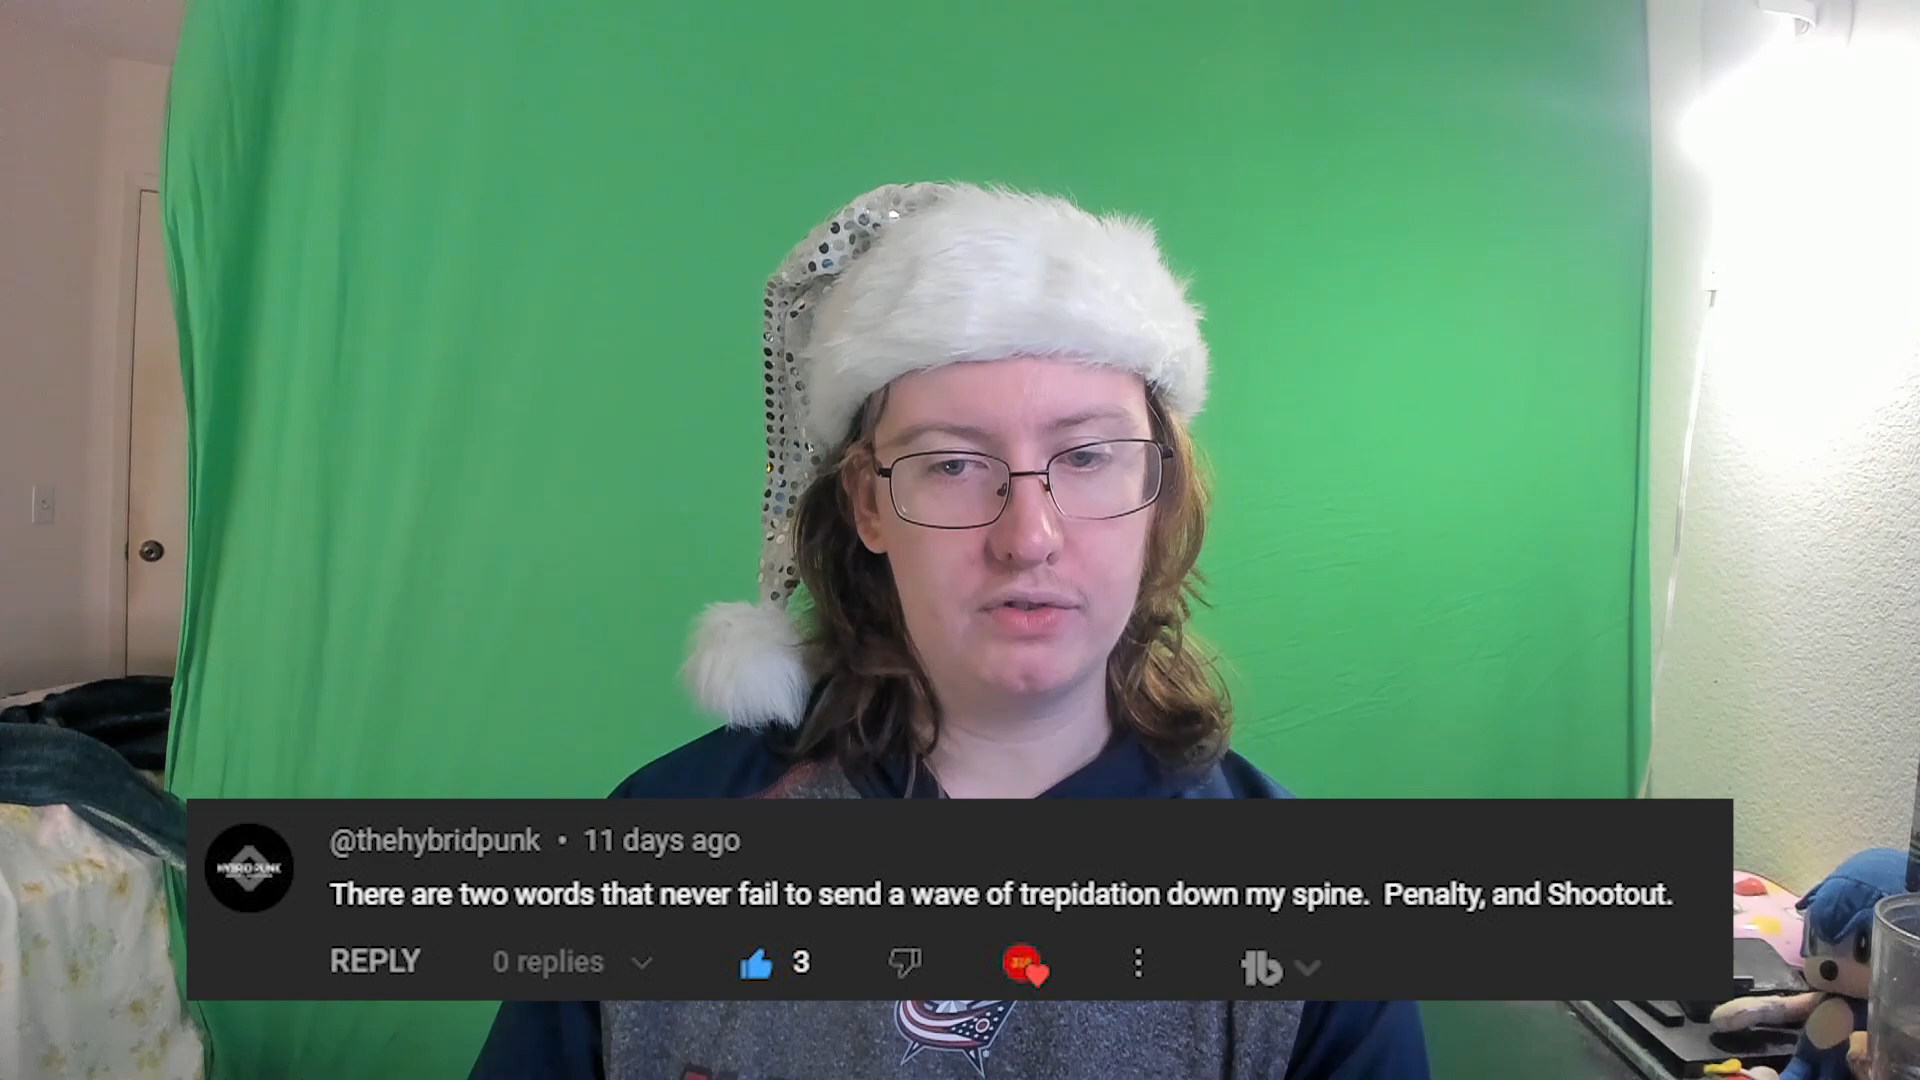 @thehybridpunk • 11 days ago
There are two words that never fail to send a wave of trepidation down my spine. Penalty, and Shootout.
REPLY 0 replies 3